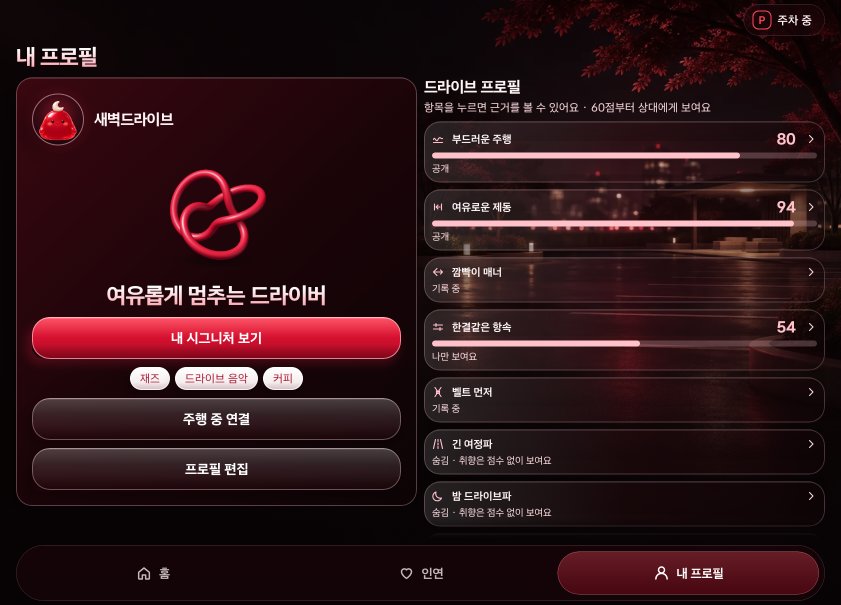 P 주차 중
내 프로필
새벽드라이브
여유롭게 멈추는 드라이버
내 시그니처 보기
재즈 드라이브 음악 커피
주행 중 연결
프로필 편집
드라이브 프로필
항목을 누르면 근거를 볼 수 있어요 · 60점부터 상대에게 보여요
부드러운 주행 80
공개
여유로운 제동 94
공개
깜빡이 매너
기록 중
한결같은 항속 54
나만 보여요
벨트 먼저
기록 중
긴 여정파
숨김 · 취향은 점수 없이 보여요
밤 드라이브파
숨김 · 취향은 점수 없이 보여요
홈 인연 내 프로필